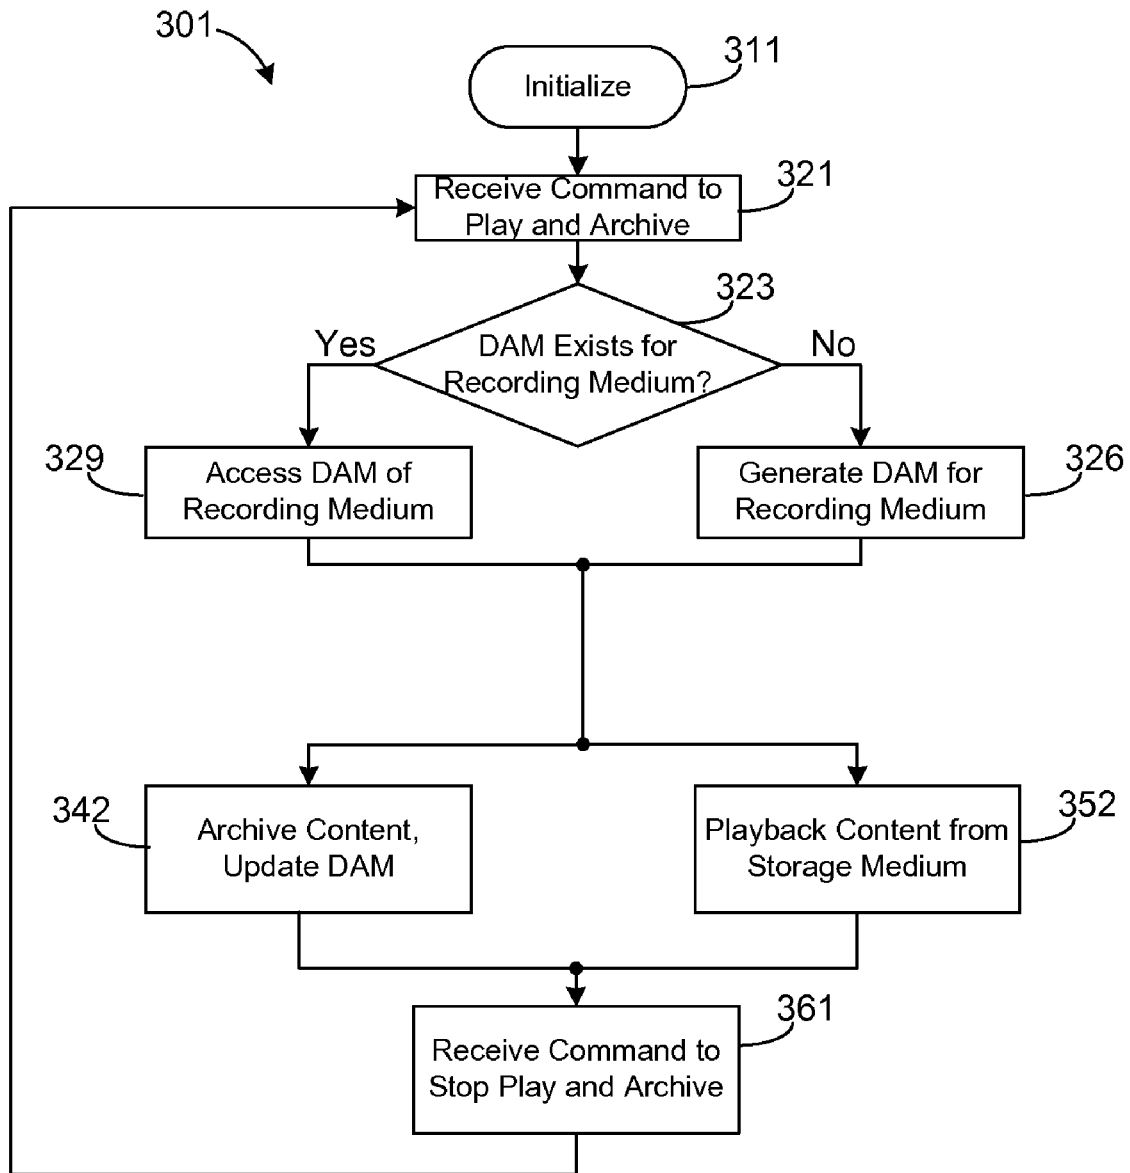 301
311
Initialize
321
Receive Command to
Play and Archive
323
DAM Exists for
Recording Medium?
Yes
No
329
Access DAM of
Recording Medium
326
Generate DAM for
Recording Medium
342
Archive Content,
Update DAM
352
Playback Content from
Storage Medium
361
Receive Command to
Stop Play and Archive